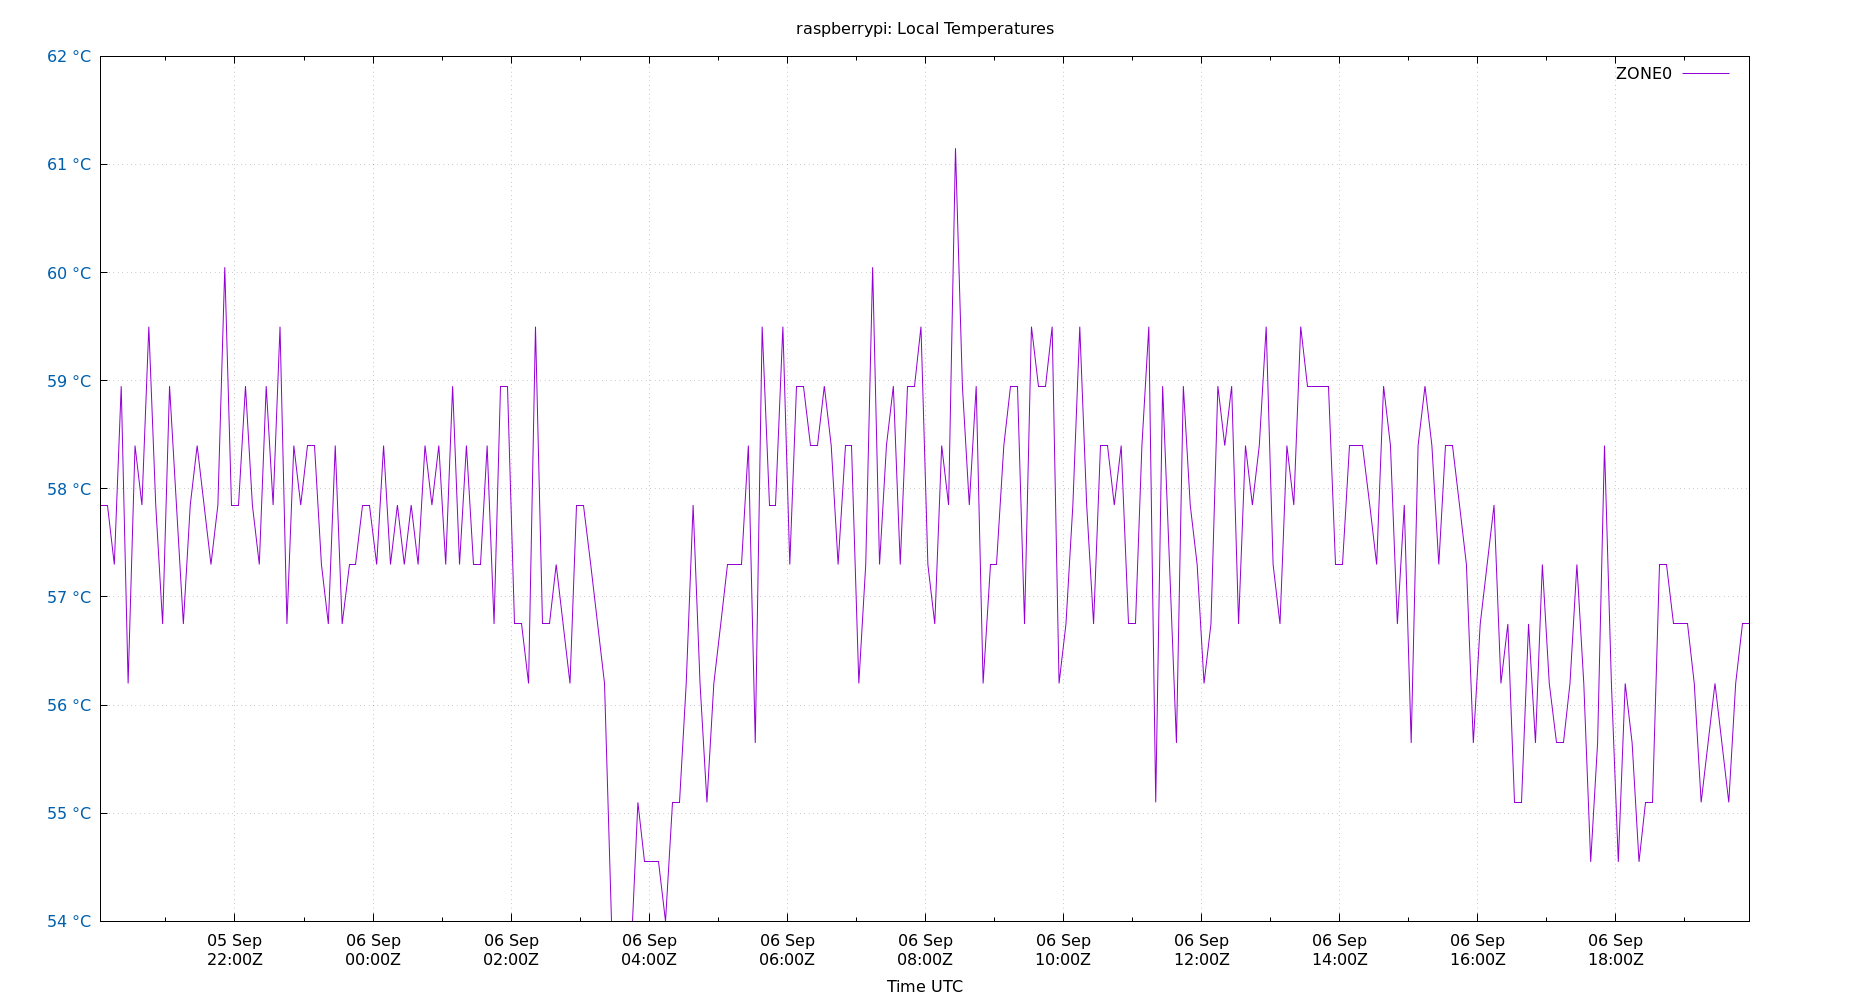 raspberrypi: Local Temperatures
62 °C
ZONE0
61 °C
60 °C
59 °C
58 °C
57 °C
56 °C
55 °C
54 °C
05 Sep 06 Sep 06 Sep 06 Sep 06 Sep 06 Sep 06 Sep 06 Sep 06 Sep 06 Sep 06 Sep
22:00Z 00:00Z 02:00Z 04:00Z 06:00Z 08:00Z 10:00Z 12:00Z 14:00Z 16:00Z 18:00Z
Time UTC